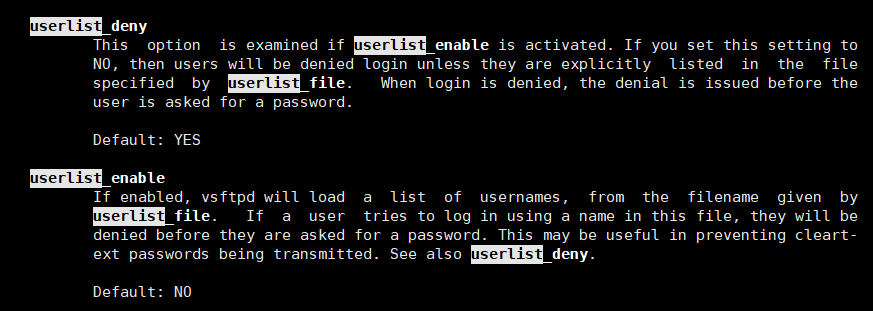 userlist_deny
This option is examined if userlist_enable is activated. If you set this setting to
NO, then users will be denied login unless they are explicitly listed in the file
specified by userlist_file. When login is denied, the denial is issued before the
user is asked for a password.
Default: YES
userlist_enable
If enabled, vsftpd will load a list of usernames, from the filename given by
userlist_file. If a user tries to log in using a name in this file, they will be
denied before they are asked for a password. This may be useful in preventing cleart-
ext passwords being transmitted. See also userlist_deny.
Default: NO